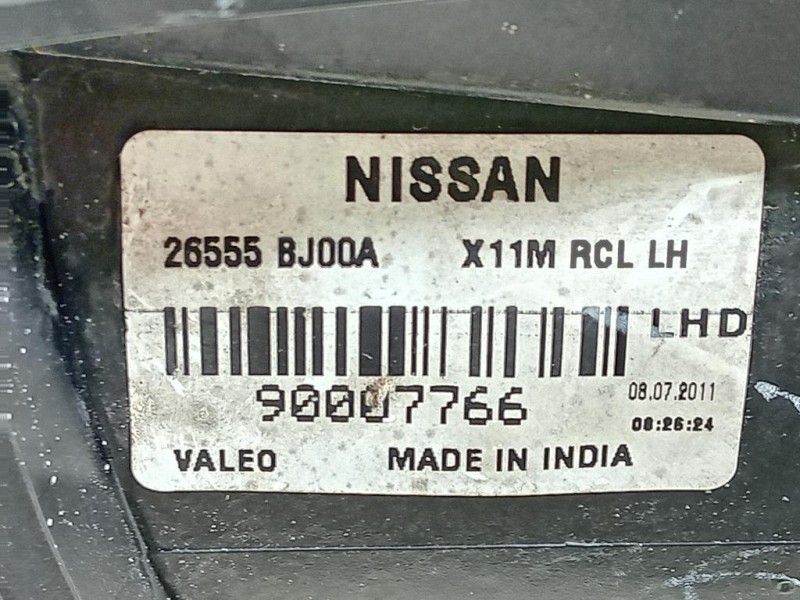 NISSAN
26555 BJ00A X11M RCL LH
LHD
90007766 08.07.2011
08:26:24
VALEO MADE IN INDIA